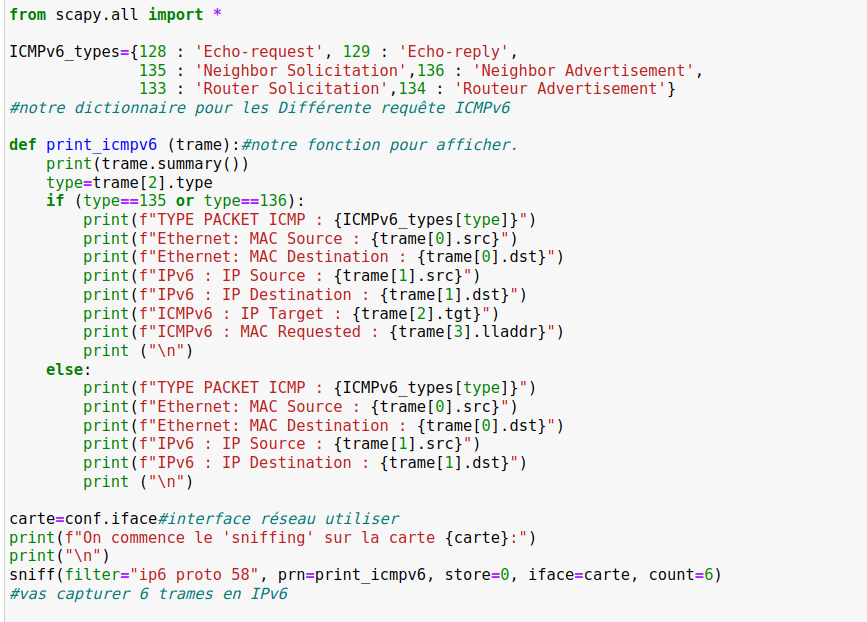 from scapy.all import *
ICMPv6_types={128 : 'Echo-request', 129 : 'Echo-reply',
135 : 'Neighbor Solicitation',136 : 'Neighbor Advertisement',
133 : 'Router Solicitation',134 : 'Routeur Advertisement'}
#notre dictionnaire pour les Différente requête ICMPv6
def print_icmpv6 (trame):#notre fonction pour afficher.
print(trame.summary())
type=trame[2].type
if (type==135 or type==136):
print(f"TYPE PACKET ICMP : {ICMPv6_types[type]}")
print(f"Ethernet: MAC Source : {trame[0].src}")
print(f"Ethernet: MAC Destination : {trame[0].dst}")
print(f"IPv6 : IP Source : {trame[1].src}")
print(f"IPv6 : IP Destination : {trame[1].dst}")
print(f"ICMPv6 : IP Target : {trame[2].tgt}")
print(f"ICMPv6 : MAC Requested : {trame[3].lladdr}")
print ("\n")
else:
print(f"TYPE PACKET ICMP : {ICMPv6_types[type]}")
print(f"Ethernet: MAC Source : {trame[0].src}")
print(f"Ethernet: MAC Destination : {trame[0].dst}")
print(f"IPv6 : IP Source : {trame[1].src}")
print(f"IPv6 : IP Destination : {trame[1].dst}")
print ("\n")
carte=conf.iface#interface réseau utiliser
print(f"On commence le 'sniffing' sur la carte {carte}:")
print("\n")
sniff(filter="ip6 proto 58", prn=print_icmpv6, store=0, iface=carte, count=6)
#vas capturer 6 trames en IPv6